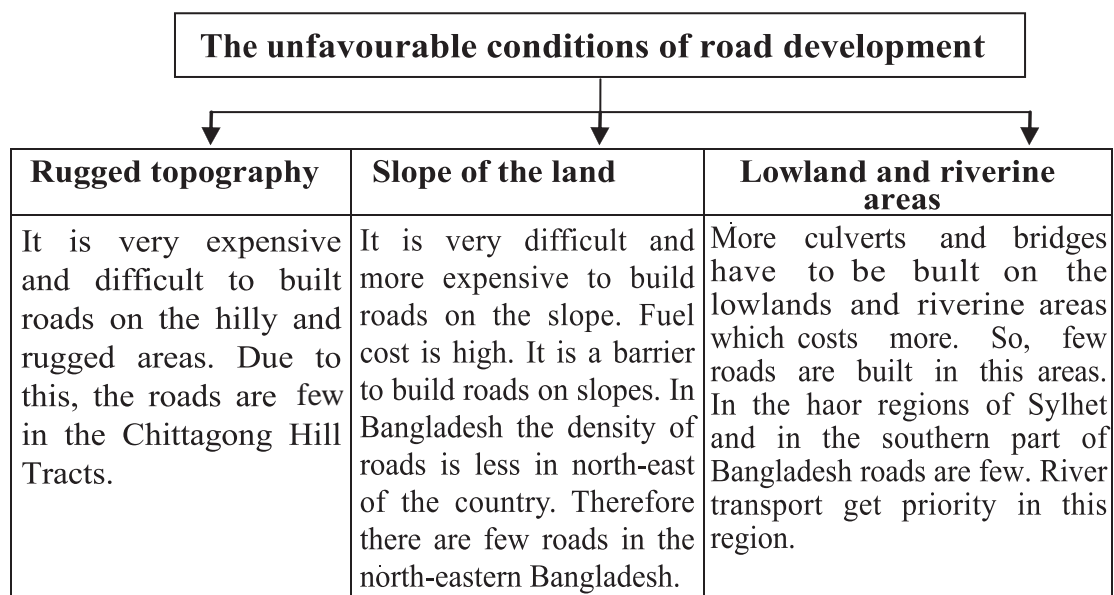 The unfavourable conditions of road development
Rugged topography
It is very expensive
and difficult to built
roads on the hilly and
rugged areas. Due to
this, the roads are few
in the Chittagong Hill
Tracts.
Slope of the land
It is very difficult and
more expensive to build
roads on the slope. Fuel
cost is high. It is a barrier
to build roads on slopes. In
Bangladesh the density of
roads is less in north-east
of the country. Therefore
there are few roads in the
north-eastern Bangladesh.
Lowland and riverine
areas
More culverts and bridges
have to be built on the
lowlands and riverine areas
which costs more. So, few
roads are built in this areas.
In the haor regions of Sylhet
and in the southern part of
Bangladesh roads are few. River
transport get priority in this
region.